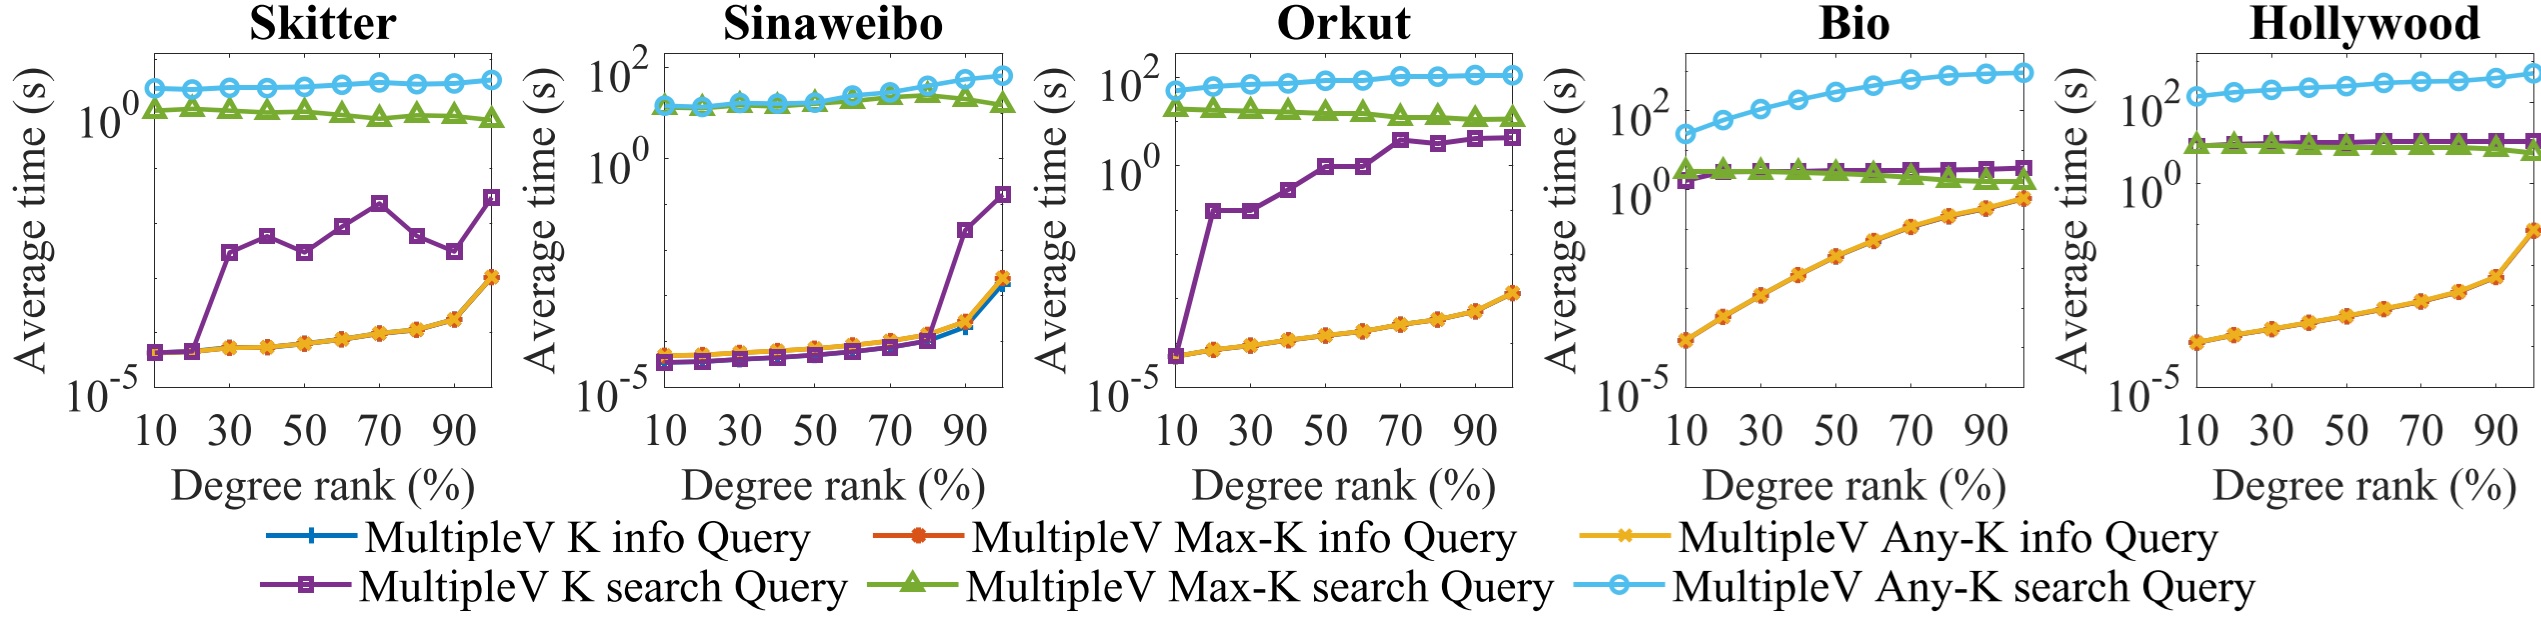 Skitter Sinaweibo Orkut Bio Hollywood
Average time (s)
10^0
10^-5
10 30 50 70 90
Degree rank (%)
Average time (s)
10^2
10^0
10^-5
10 30 50 70 90
Degree rank (%)
Average time (s)
10^2
10^0
10^-5
10 30 50 70 90
Degree rank (%)
Average time (s)
10^2
10^0
10^-5
10 30 50 70 90
Degree rank (%)
Average time (s)
10^2
10^0
10^-5
10 30 50 70 90
Degree rank (%)
MultipleV K info Query MultipleV Max-K info Query MultipleV Any-K info Query
MultipleV K search Query MultipleV Max-K search Query MultipleV Any-K search Query